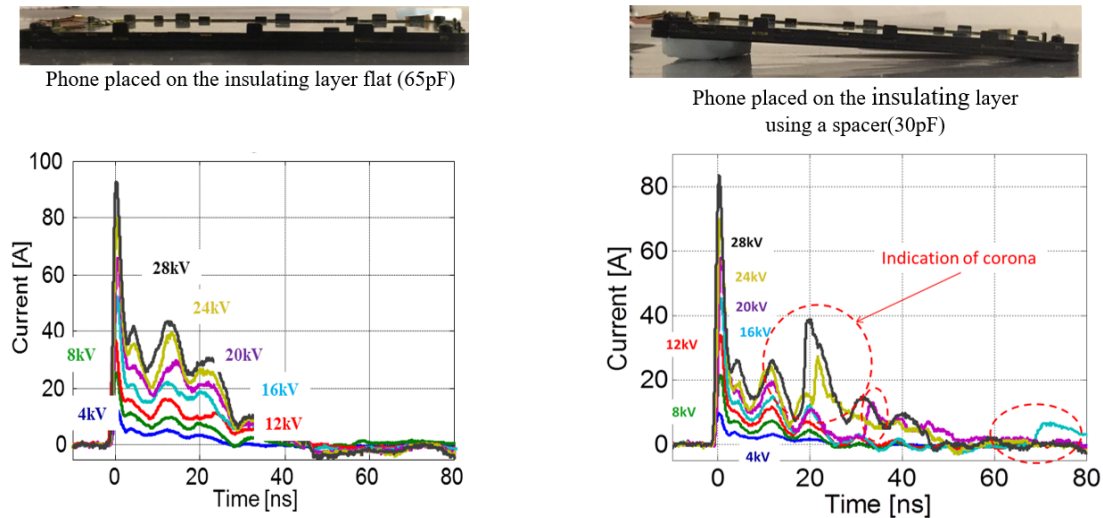 Phone placed on the insulating layer flat (65pF)
Phone placed on the insulating layer
using a spacer(30pF)
100
80
60
40
20
0
Current [A]
28kV
24kV
20kV
16kV
12kV
8kV
4kV
0
20
40
60
80
Time [ns]
80
60
40
20
0
Current [A]
28kV
24kV
20kV
16kV
12kV
8kV
4kV
Indication of corona
0
20
40
60
80
Time [ns]